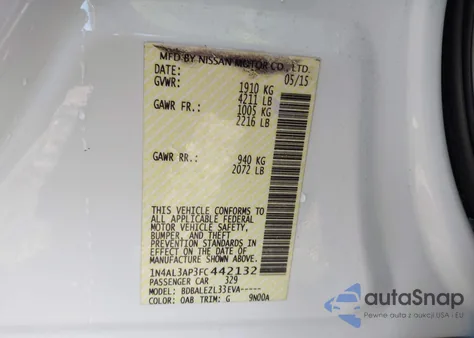 MFD BY NISSAN MOTOR CO., LTD.
DATE: 05/15
GVWR: 1910 KG
4211 LB
GAWR FR.: 1005 KG
2216 LB
GAWR RR.: 940 KG
2072 LB
THIS VEHICLE CONFORMS TO
ALL APPLICABLE FEDERAL
MOTOR VEHICLE SAFETY,
BUMPER, AND THEFT
PREVENTION STANDARDS
IN EFFECT ON THE DATE OF
MANUFACTURE SHOWN ABOVE.
1N4AL3AP3FC442132
PASSENGER CAR 329
MODEL: BDBALEZL33EVA-----
COLOR: QAB TRIM: G 9N00A
autoSnap
Pewne auta z licytacji USA i EU